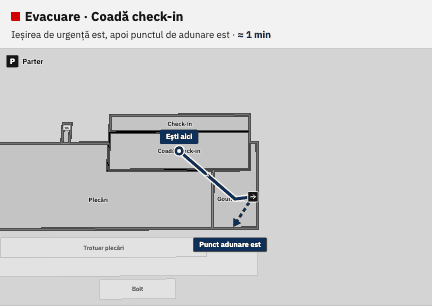 Evacuare · Coadă check-in
Ieșirea de urgență est, apoi punctul de adunare est · ≈ 1 min
P Parter
Check-in
Ești aici
Plecări
Punct adunare est
Trotuar plecări
Bolt